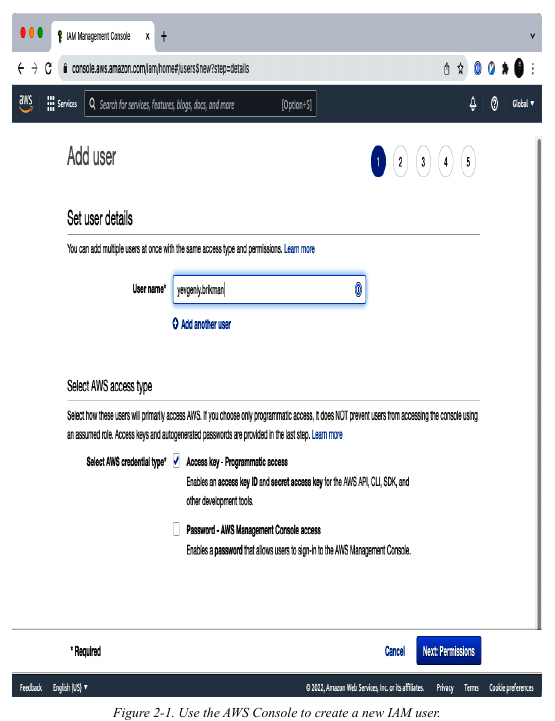 IAM Management Console x +
console.aws.amazon.com/iam/home#/users$new?step=details
aws Services Search for services, features, blogs, docs, and more [Option+S] Global ▾
Add user 1 2 3 4 5
Set user details
You can add multiple users at once with the same access type and permissions. Learn more
User name* yevgeniy.brikman
Add another user
Select AWS access type
Select how these users will primarily access AWS. If you choose only programmatic access, it does NOT prevent users from accessing the console using
an assumed role. Access keys and autogenerated passwords are provided in the last step. Learn more
Select AWS credential type* Access key - Programmatic access
Enables an access key ID and secret access key for the AWS API, CLI, SDK, and
other development tools.
Password - AWS Management Console access
Enables a password that allows users to sign-in to the AWS Management Console.
* Required Cancel Next: Permissions
Feedback English (US) ▾ © 2022, Amazon Web Services, Inc. or its affiliates. Privacy Terms Cookie preferences
Figure 2-1. Use the AWS Console to create a new IAM user.